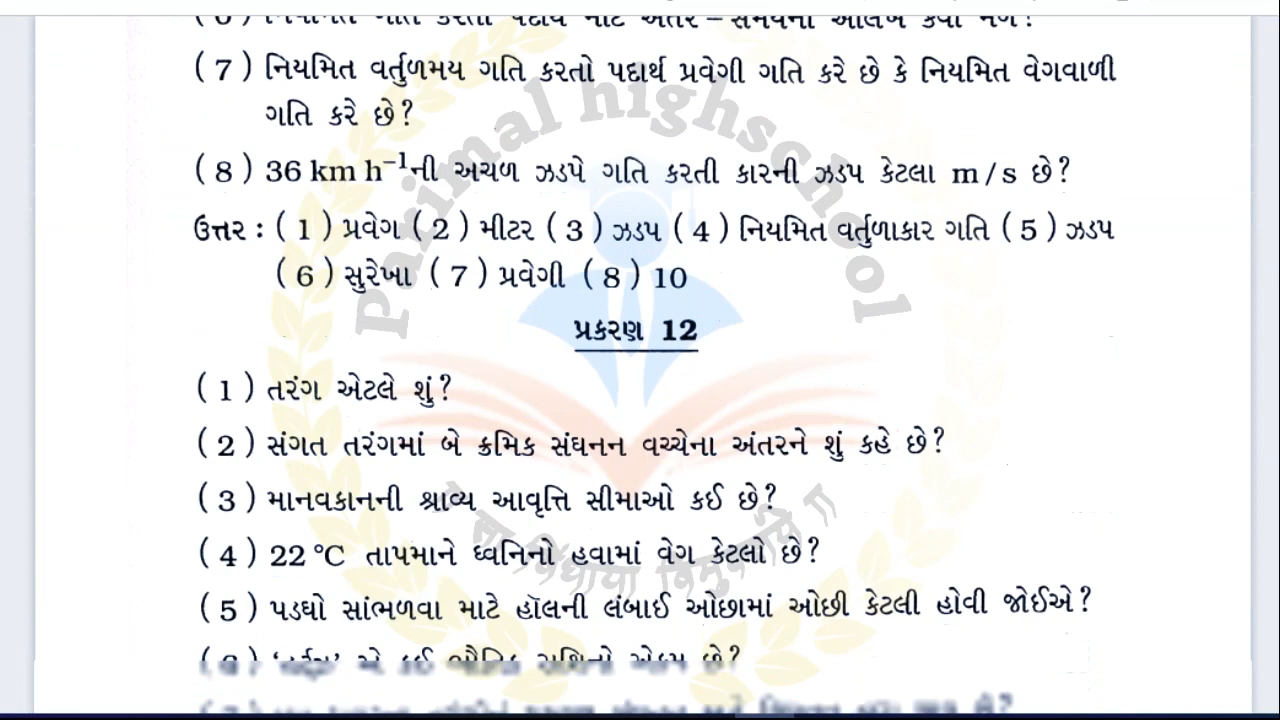 (7) નિયમિત વર્તુળમય ગતિ કરતો પદાર્થ પ્રવેગી ગતિ કરે છે કે નિયમિત વેગવાળી
ગતિ કરે છે?
(8) 36 km h⁻¹ની અચળ ઝડપે ગતિ કરતી કારની ઝડપ કેટલા m/s છે?
ઉત્તર : (1) પ્રવેગ (2) મીટર (3) ઝડપ (4) નિયમિત વર્તુળાકાર ગતિ (5) ઝડપ
(6) સુરેખા (7) પ્રવેગી (8) 10
પ્રકરણ 12
(1) તરંગ એટલે શું?
(2) સંગત તરંગમાં બે ક્રમિક સંઘનન વચ્ચેના અંતરને શું કહે છે?
(3) માનવકાનની શ્રાવ્ય આવૃત્તિ સીમાઓ કઈ છે?
(4) 22 °C તાપમાને ધ્વનિનો હવામાં વેગ કેટલો છે?
(5) પડઘો સાંભળવા માટે હૉલની લંબાઈ ઓછામાં ઓછી કેટલી હોવી જોઈએ?
Parimal highschool
सा विद्याया विमुक्तये